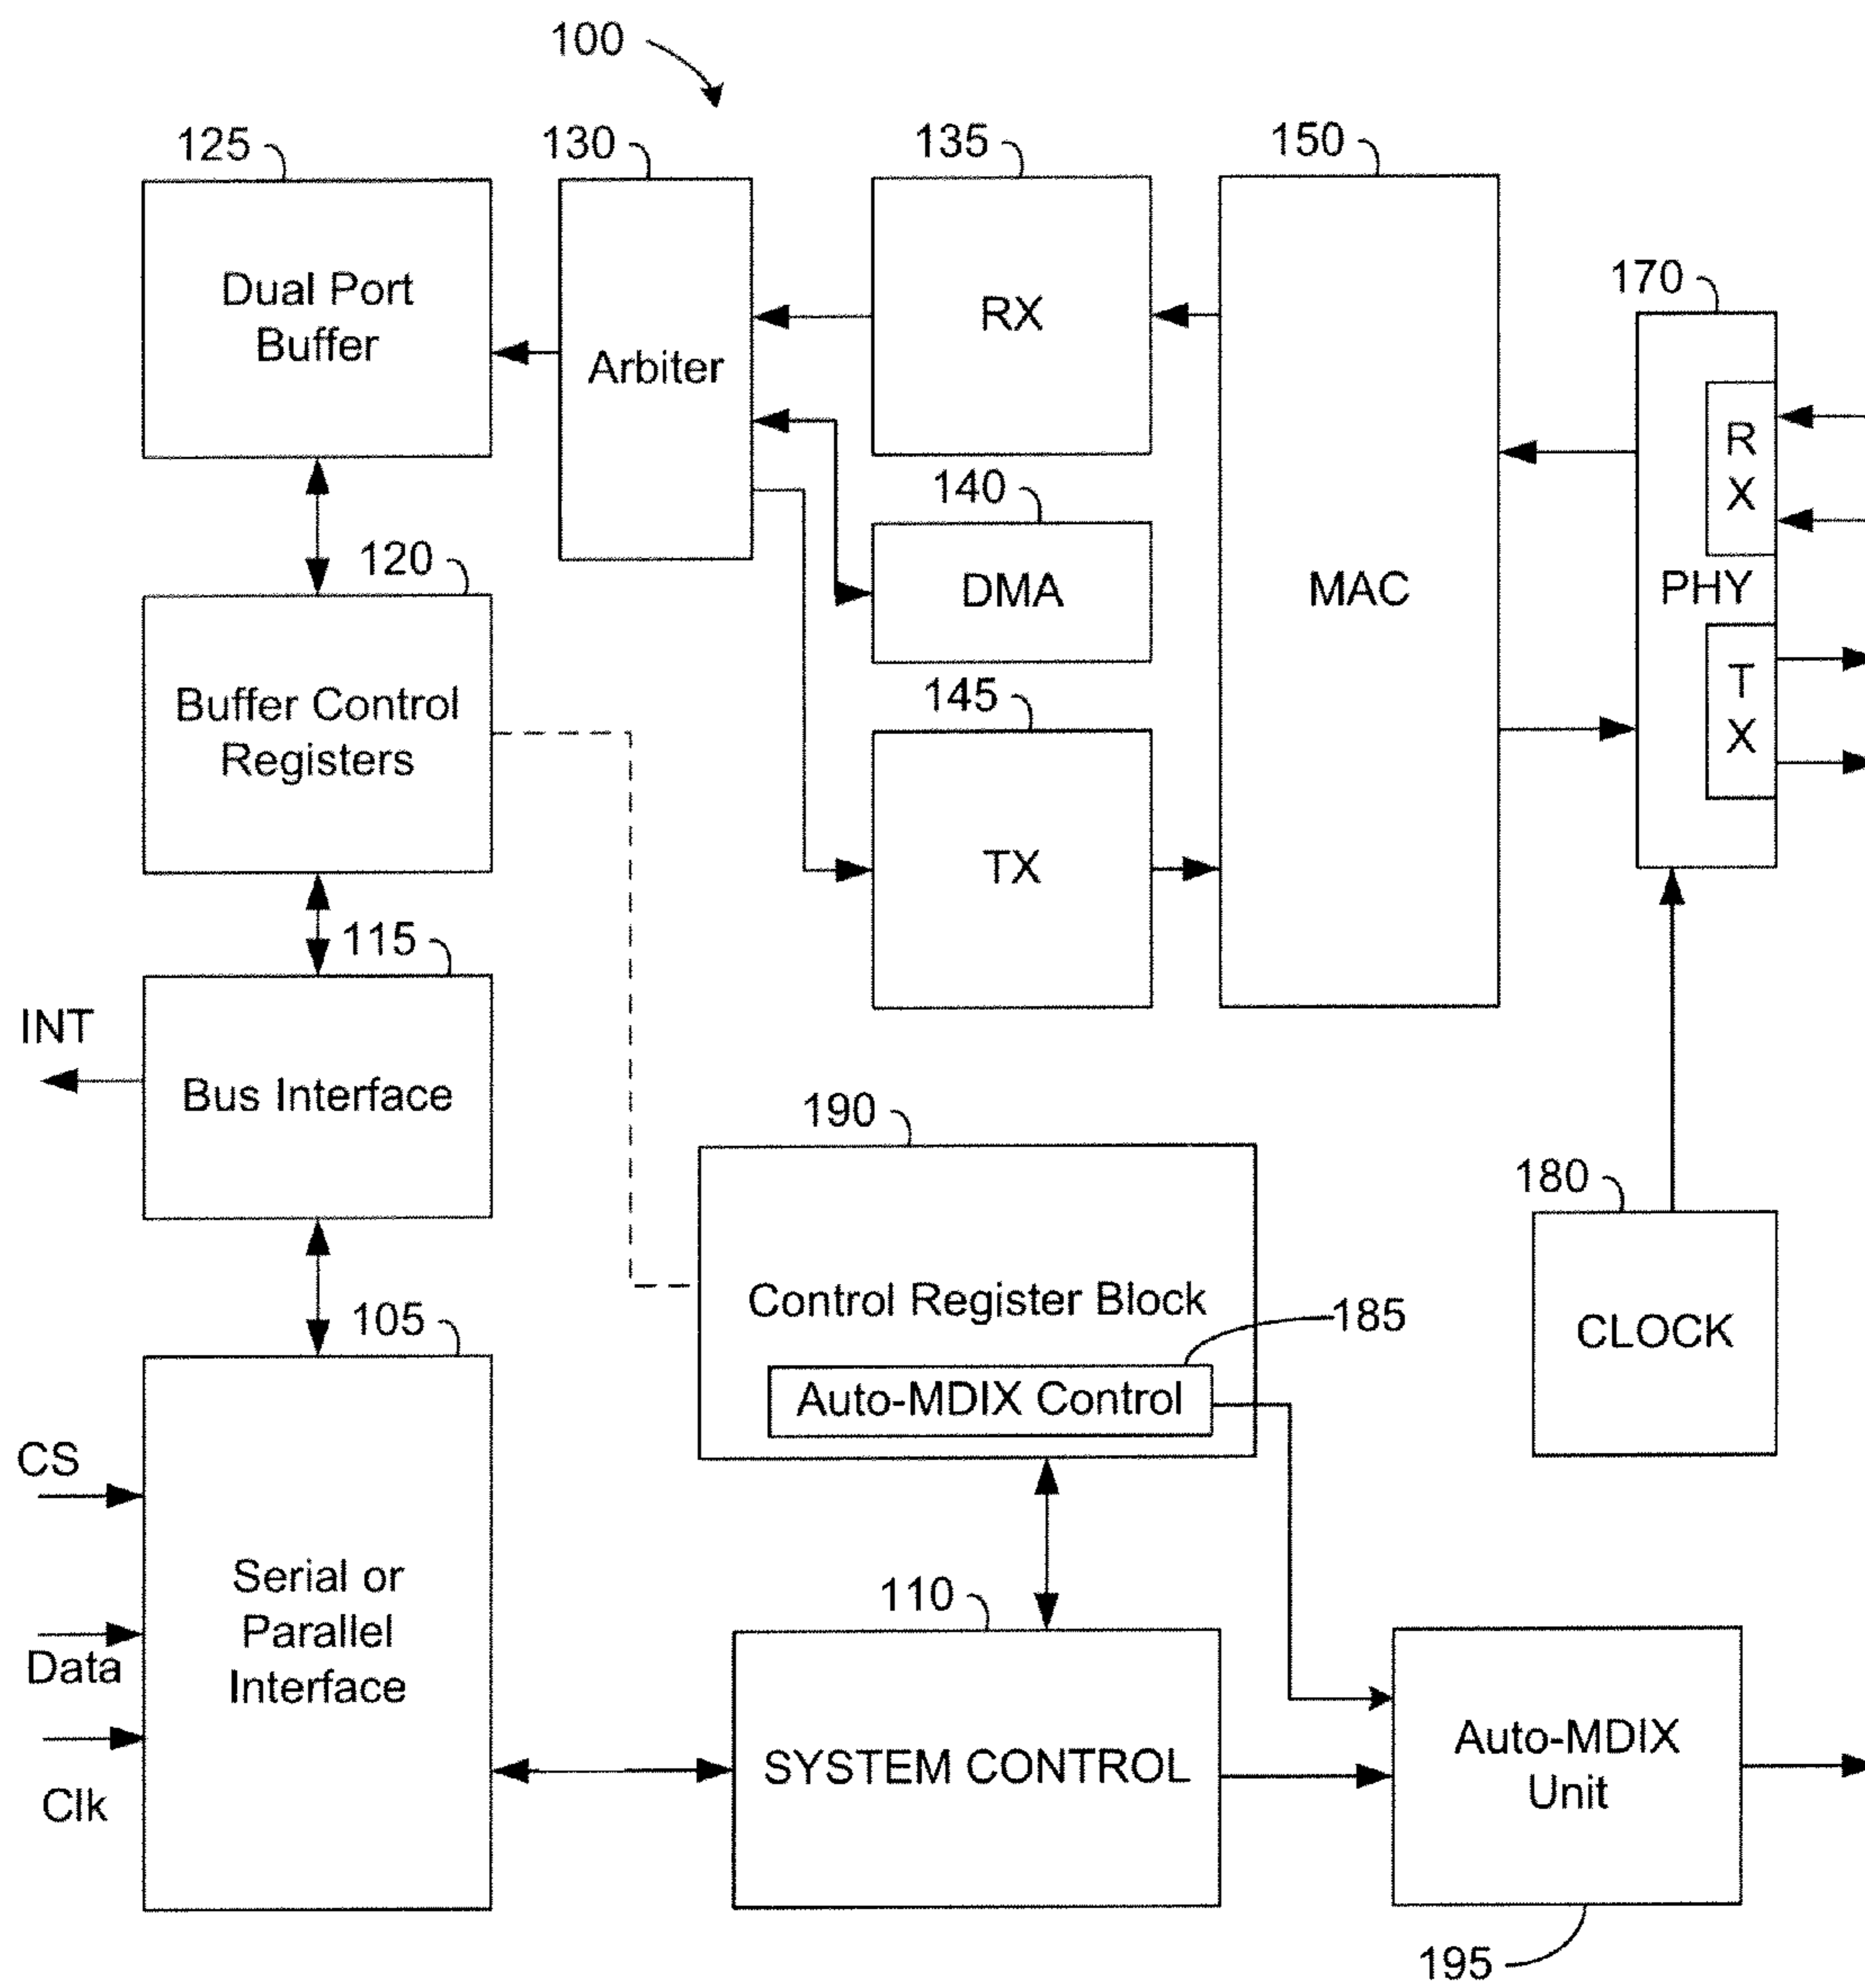 100
125
130
135
150
170
Dual Port
Buffer
Arbiter
RX
R
X
140
120
DMA
MAC
PHY
145
T
X
Buffer Control
Registers
TX
115
INT
Bus Interface
190
180
Control Register Block
185
105
CLOCK
Auto-MDIX Control
CS
Serial or
Parallel
Interface
110
Data
SYSTEM CONTROL
Auto-MDIX
Unit
Clk
195